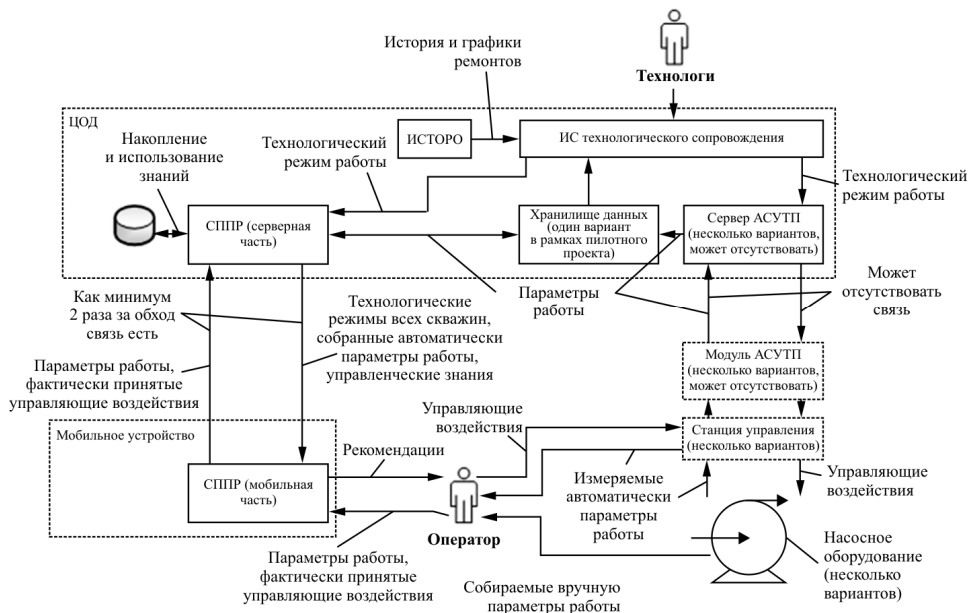 История и графики
ремонтов
Технологи
ЦОД
Накопление
и использование
знаний
Технологический
режим работы
ИСТОРО
ИС технологического сопровождения
Технологический
режим работы
СППР (серверная
часть)
Хранилище данных
(один вариант
в рамках пилотного
проекта)
Сервер АСУТП
(несколько вариантов,
может отсутствовать)
Как минимум
2 раза за обход
связь есть
Технологические
режимы всех скважин,
собранные автоматически
параметры работы,
управленческие знания
Параметры
работы
Может
отсутствовать
связь
Параметры работы,
фактически принятые
управляющие воздействия
Модуль АСУТП
(несколько вариантов,
может отсутствовать)
Мобильное устройство
Управляющие
воздействия
Станция управления
(несколько вариантов)
СППР (мобильная
часть)
Рекомендации
Оператор
Измеряемые
автоматически
параметры
работы
Управляющие
воздействия
Параметры работы,
фактически принятые
управляющие воздействия
Собираемые вручную
параметры работы
Насосное
оборудование
(несколько
вариантов)